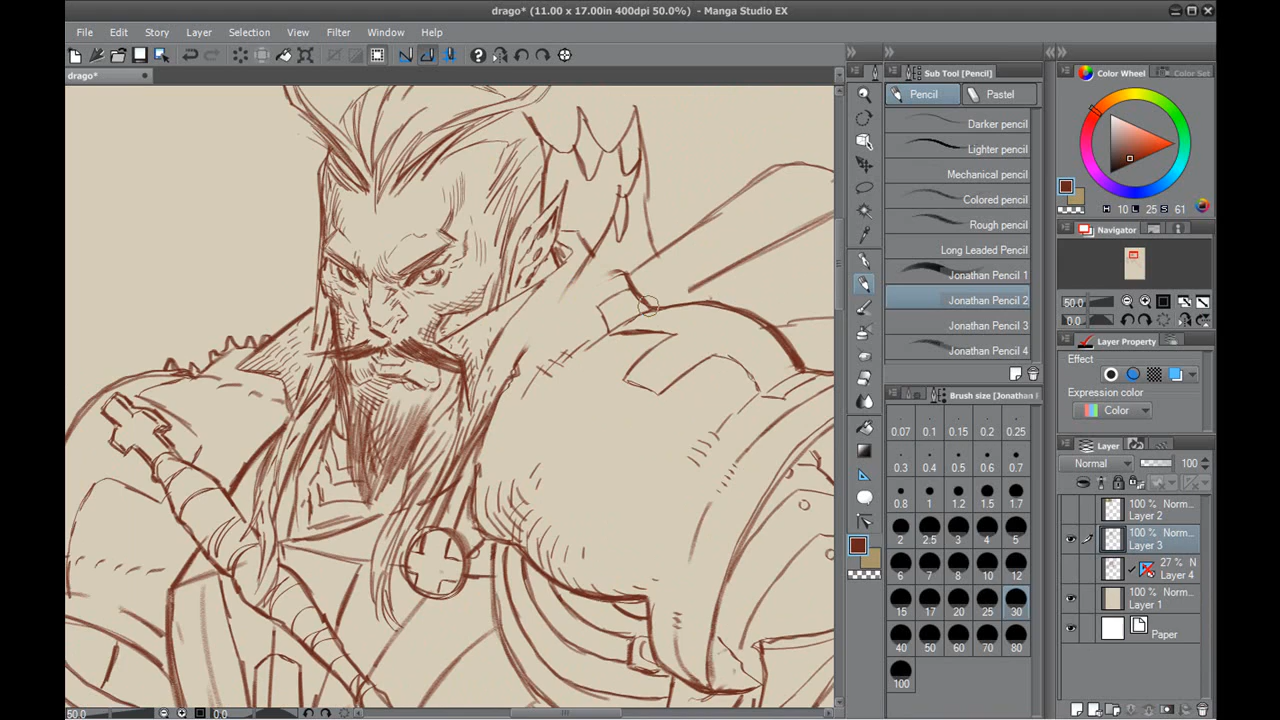 drago* (11.00 x 17.00in 400dpi 50.0%) - Manga Studio EX
File Edit Story Layer Selection View Filter Window Help
drago*
Sub Tool [Pencil]
Pencil Pastel
Darker pencil
Lighter pencil
Mechanical pencil
Colored pencil
Rough pencil
Long Leaded Pencil
Jonathan Pencil 1
Jonathan Pencil 2
Jonathan Pencil 3
Jonathan Pencil 4
Brush size [Jonathan
0.07 0.1 0.15 0.2 0.25
0.3 0.4 0.5 0.6 0.7
0.8 1 1.2 1.5 1.7
2 2.5 3 4 5
6 7 8 10 12
15 17 20 25 30
40 50 60 70 80
100
Color Wheel Color Set
H 10 L 25 S 61
Navigator
50.0
0.0
Layer Property
Effect
Expression color
Color
Layer
Normal 100
100 % Norm...
Layer 2
100 % Norm...
Layer 3
27 % N
Layer 4
100 % Norm...
Layer 1
Paper
50.0 0.0